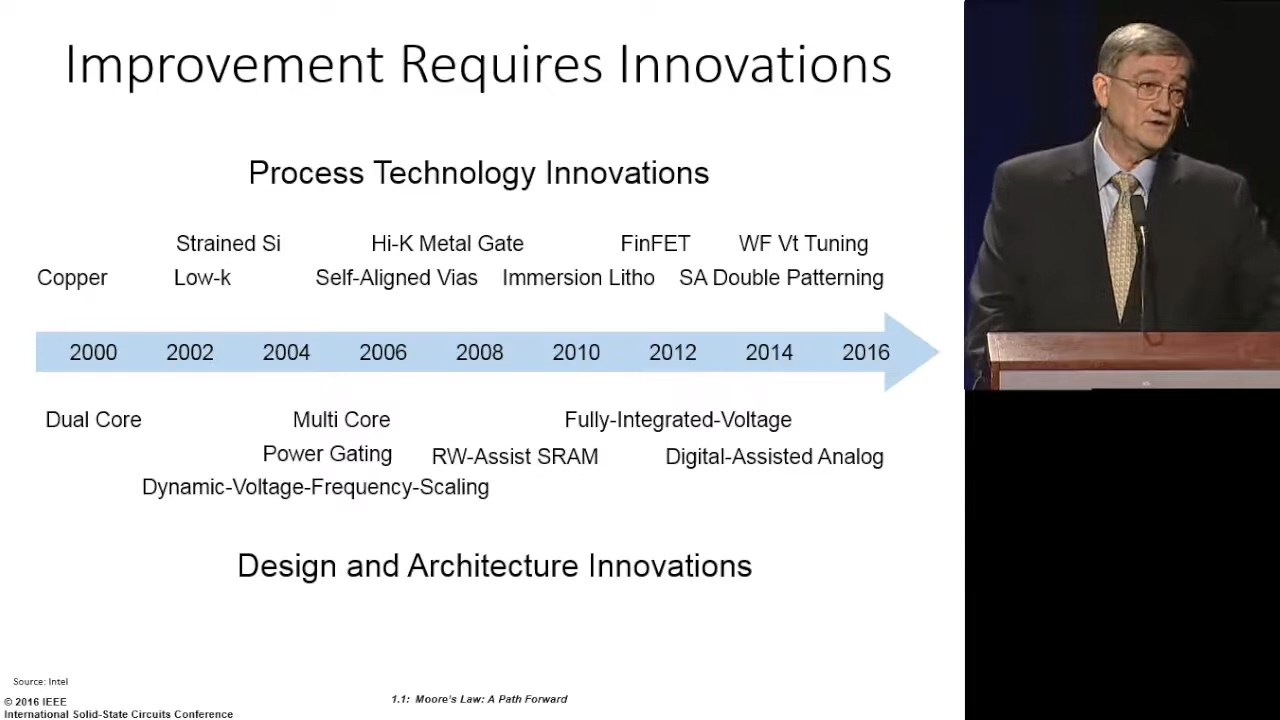 Improvement Requires Innovations
Process Technology Innovations
Strained Si Hi-K Metal Gate FinFET WF Vt Tuning
Copper Low-k Self-Aligned Vias Immersion Litho SA Double Patterning
2000 2002 2004 2006 2008 2010 2012 2014 2016
Dual Core Multi Core Fully-Integrated-Voltage
Power Gating RW-Assist SRAM Digital-Assisted Analog
Dynamic-Voltage-Frequency-Scaling
Design and Architecture Innovations
Source: Intel
© 2016 IEEE
International Solid-State Circuits Conference
1.1: Moore's Law: A Path Forward